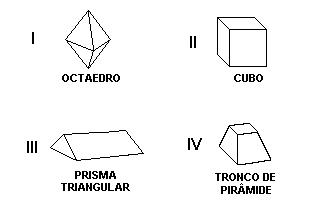 I
OCTAEDRO
II
CUBO
III
PRISMA
TRIANGULAR
IV
TRONCO DE
PIRÂMIDE